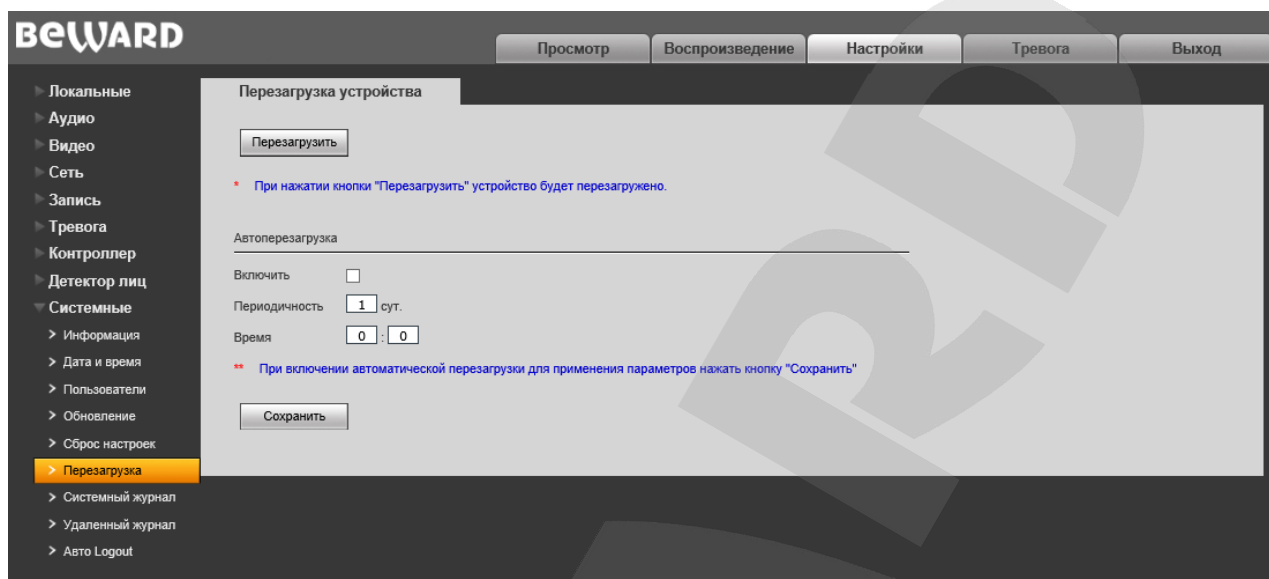 BEWARD
Просмотр
Воспроизведение
Настройки
Тревога
Выход
Локальные
Аудио
Видео
Сеть
Запись
Тревога
Контроллер
Детектор лиц
Системные
Информация
Дата и время
Пользователи
Обновление
Сброс настроек
Перезагрузка
Системный журнал
Удаленный журнал
Авто Logout
Перезагрузка устройства
Перезагрузить
* При нажатии кнопки "Перезагрузить" устройство будет перезагружено.
Автоперезагрузка
Включить
Периодичность 1 сут.
Время 0 : 0
** При включении автоматической перезагрузки для применения параметров нажать кнопку "Сохранить"
Сохранить